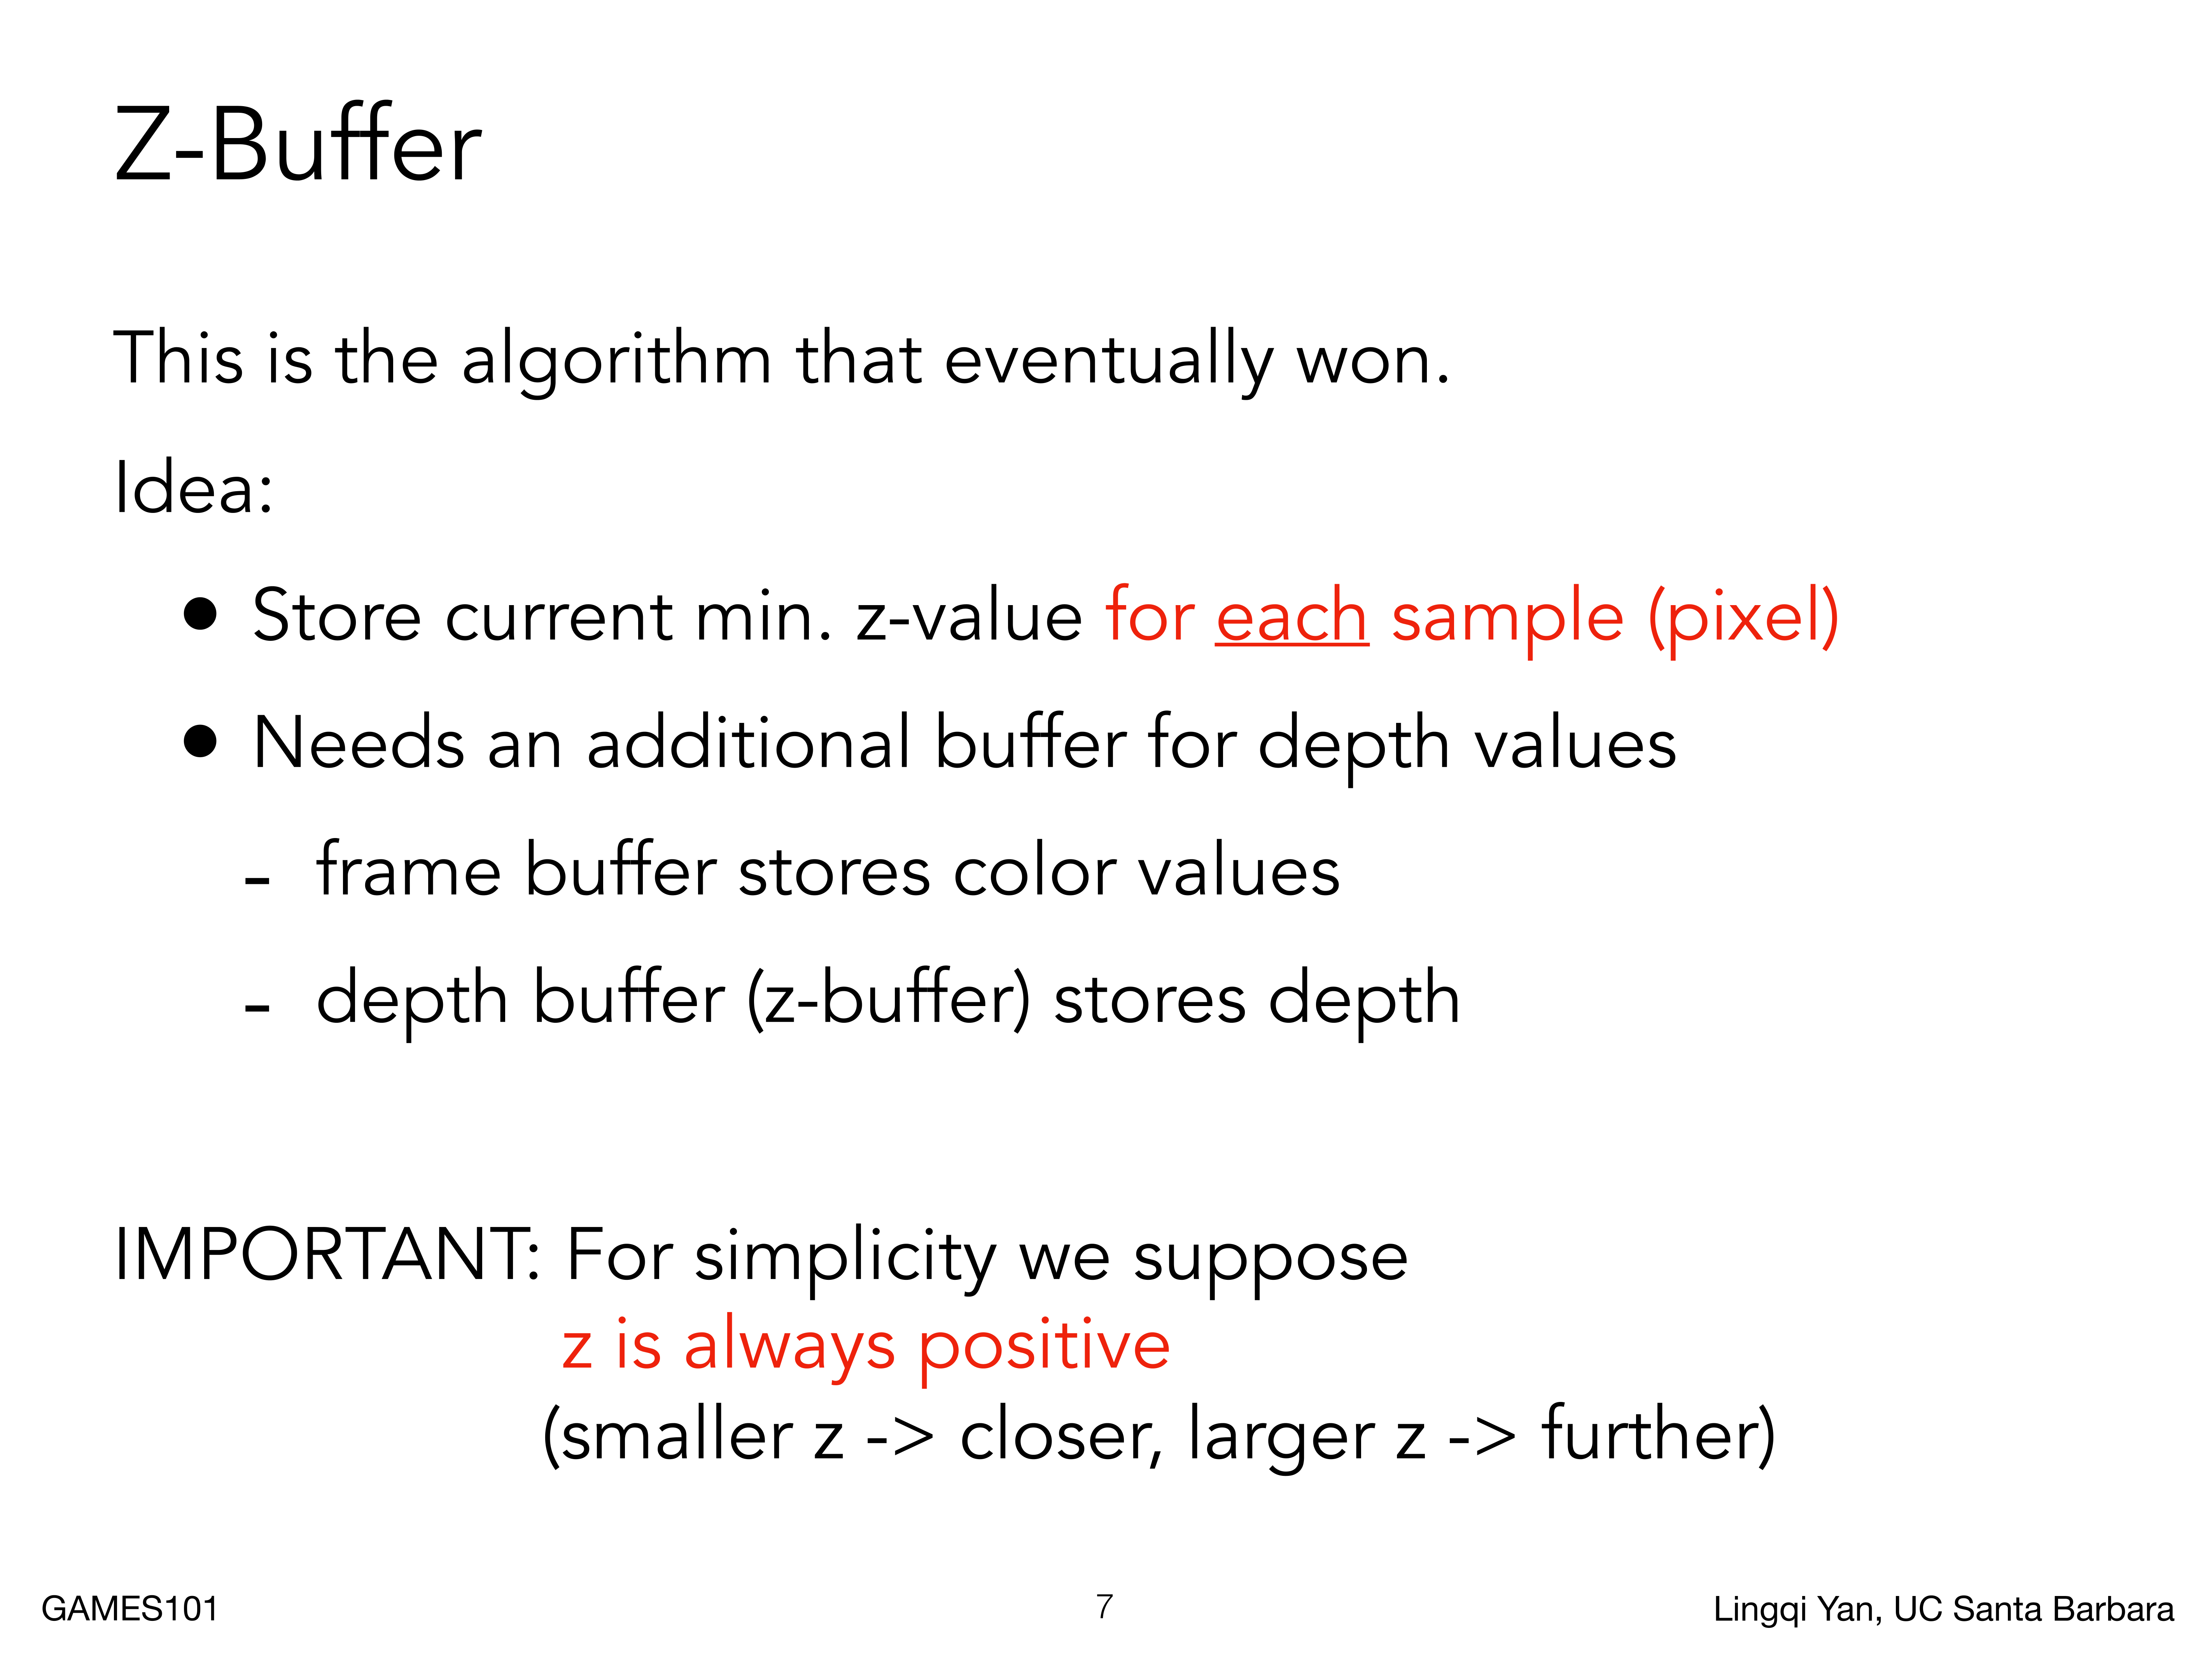 Z-Buffer
This is the algorithm that eventually won.
Idea:
• Store current min. z-value for each sample (pixel)
• Needs an additional buffer for depth values
- frame buffer stores color values
- depth buffer (z-buffer) stores depth
IMPORTANT: For simplicity we suppose
z is always positive
(smaller z -> closer, larger z -> further)
GAMES101
7
Lingqi Yan, UC Santa Barbara